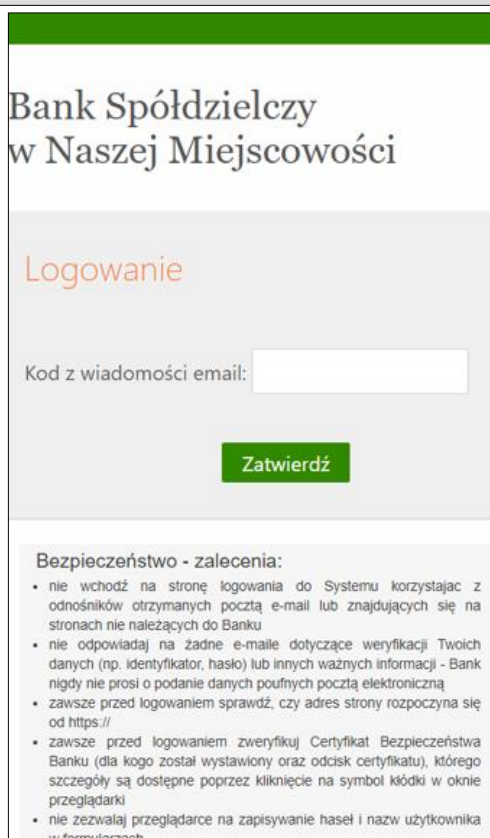 Bank Spółdzielczy
w Naszej Miejscowości
Logowanie
Kod z wiadomości email:
Zatwierdź
Bezpieczeństwo - zalecenia:
• nie wchodź na stronę logowania do Systemu korzystajac z
odnośników otrzymanych pocztą e-mail lub znajdujących się na
stronach nie należących do Banku
• nie odpowiadaj na żadne e-maile dotyczące weryfikacji Twoich
danych (np. identyfikator, hasło) lub innych ważnych informacji - Bank
nigdy nie prosi o podanie danych poufnych pocztą elektroniczną
• zawsze przed logowaniem sprawdź, czy adres strony rozpoczyna się
od https://
• zawsze przed logowaniem zweryfikuj Certyfikat Bezpieczeństwa
Banku (dla kogo został wystawiony oraz odcisk certyfikatu), którego
szczegóły są dostępne poprzez kliknięcie na symbol kłódki w oknie
przeglądarki
• nie zezwalaj przeglądarce na zapisywanie haseł i nazw użytkownika
w formularzach